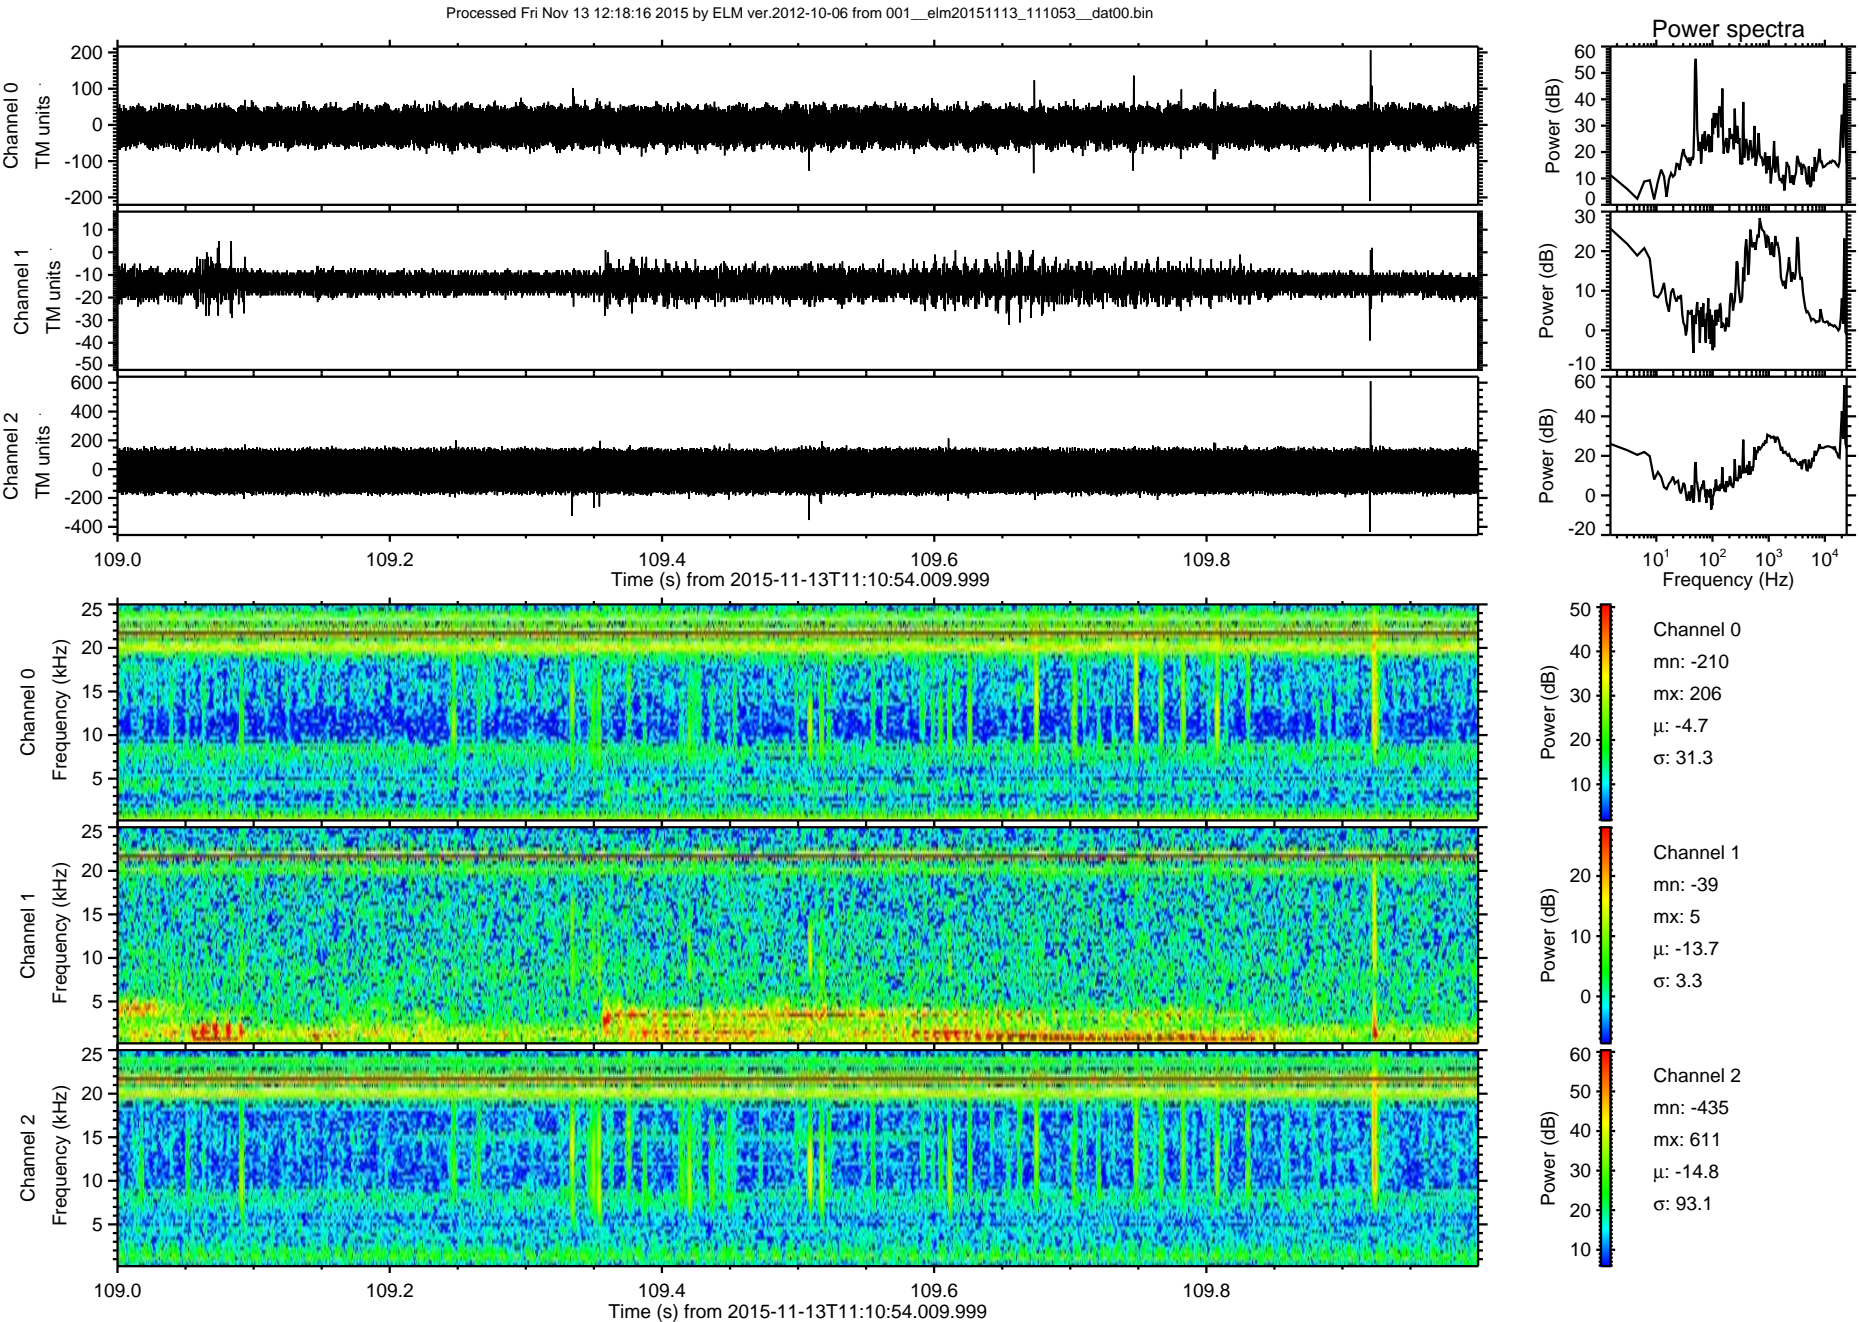 Processed Fri Nov 13 12:18:16 2015 by ELM ver.2012-10-06 from 001__elm20151113_111053__dat00.bin
Power spectra
Channel 0
TM units
200
100
0
-100
-200
Power (dB)
60
50
40
30
20
10
0
Channel 1
TM units
10
0
-10
-20
-30
-40
-50
Power (dB)
30
20
10
0
-10
Channel 2
TM units
600
400
200
0
-200
-400
Power (dB)
60
40
20
0
-20
109.0 109.2 109.4 109.6 109.8
Time (s) from 2015-11-13T11:10:54.009.999
10¹ 10² 10³ 10⁴
Frequency (Hz)
Channel 0
Frequency (kHz)
25
20
15
10
5
Power (dB)
50
40
30
20
10
Channel 0
mn: -210
mx: 206
μ: -4.7
σ: 31.3
Channel 1
Frequency (kHz)
25
20
15
10
5
Power (dB)
20
10
0
Channel 1
mn: -39
mx: 5
μ: -13.7
σ: 3.3
Channel 2
Frequency (kHz)
25
20
15
10
5
Power (dB)
60
50
40
30
20
10
Channel 2
mn: -435
mx: 611
μ: -14.8
σ: 93.1
109.0 109.2 109.4 109.6 109.8
Time (s) from 2015-11-13T11:10:54.009.999